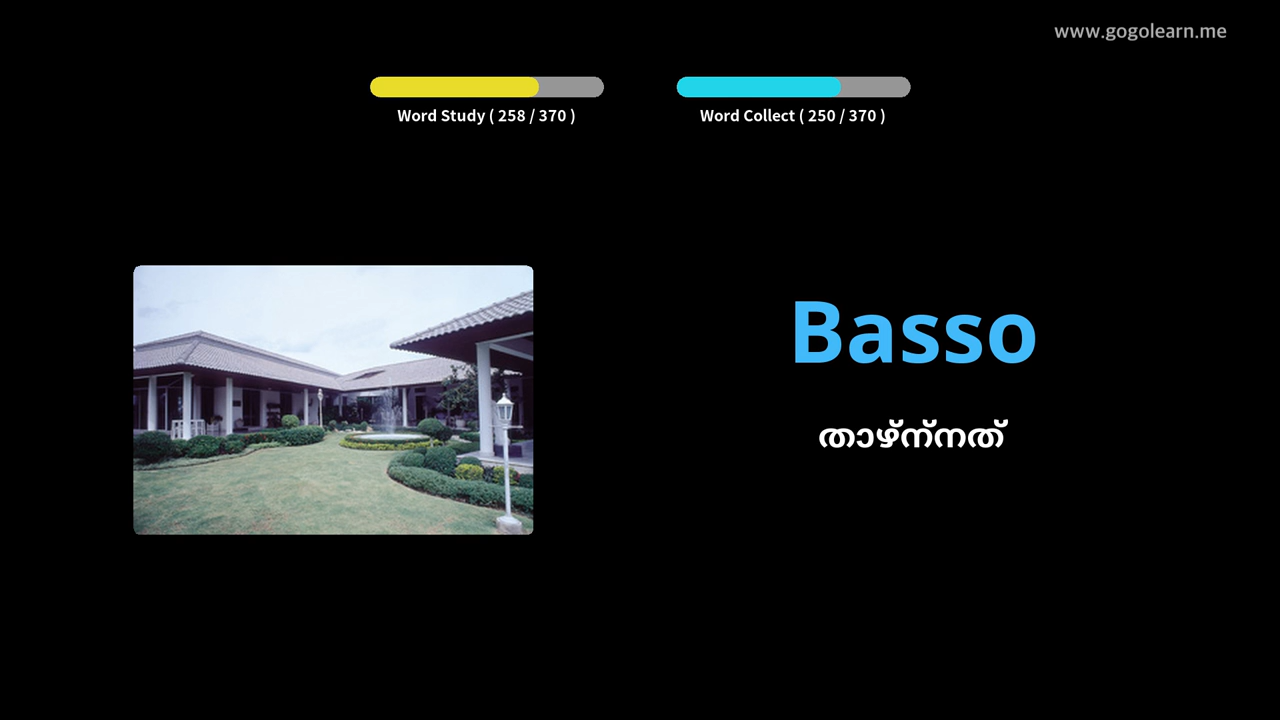 www.gogolearn.me
Word Study ( 258 / 370 )
Word Collect ( 250 / 370 )
Basso
താഴ്ന്നത്